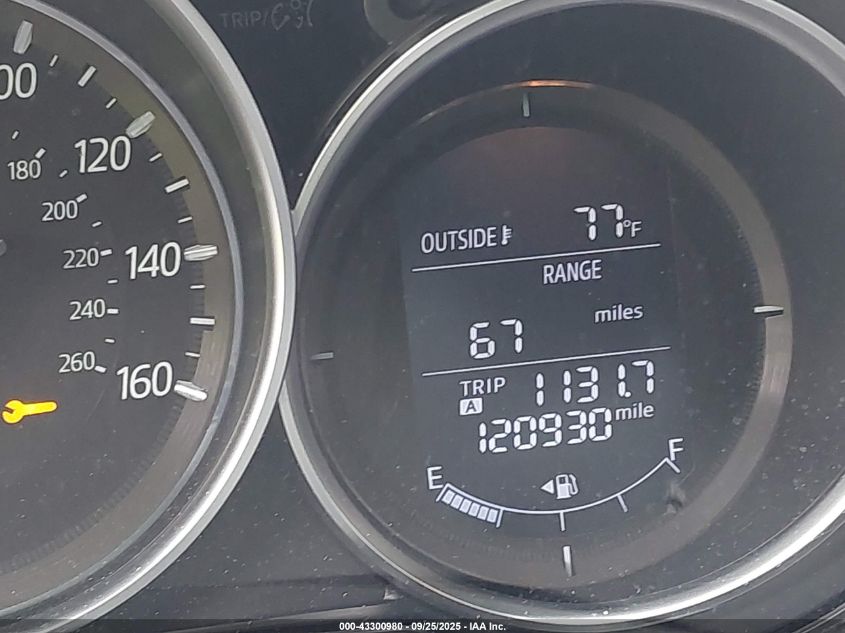 TRIP/
00
120
140
160
180
200
220
240
260
OUTSIDE 77°F
RANGE
67 miles
TRIP A 1131.7
120930 mile
E F
000-43300980 - 09/25/2025 - IAA Inc.